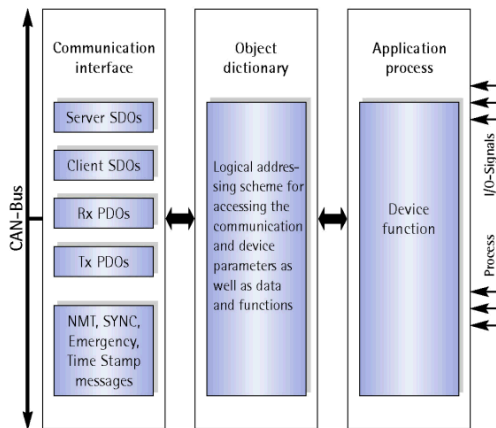 Communication
interface
Server SDOs
Client SDOs
Rx PDOs
Tx PDOs
NMT, SYNC,
Emergency,
Time Stamp
messages
CAN-Bus
Object
dictionary
Logical addres-
sing scheme for
accessing the
communication
and device
parameters as
well as data
and functions
Application
process
Device
function
Process
I/O-Signals